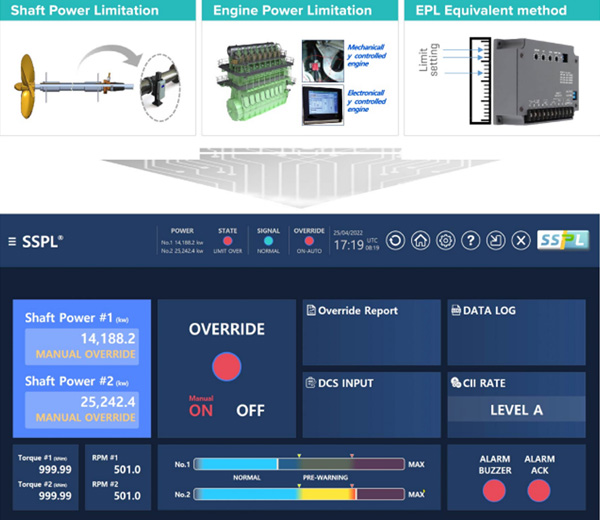 Shaft Power Limitation
Engine Power Limitation
EPL Equivalent method
Mechanicall
y controlled
engine
Electronicall
y controlled
engine
Limit
setting
SSPL®
POWER
No.1 14,188.2 kw
No.2 25,242.4 kw
STATE
LIMIT OVER
SIGNAL
NORMAL
OVERRIDE
ON-AUTO
25/04/2022
17:19 UTC
08:19
?
SSPL
Shaft Power #1 (kw)
14,188.2
MANUAL OVERRIDE
Shaft Power #2 (kw)
25,242.4
MANUAL OVERRIDE
OVERRIDE
Manual
ON OFF
Override Report
DATA LOG
DCS INPUT
CII RATE
LEVEL A
Torque #1 (kNm)
999.99
Torque #2 (kNm)
999.99
RPM #1
501.0
RPM #2
501.0
No.1 MAX
NORMAL PRE-WARNING
No.2 MAX
ALARM
BUZZER
ALARM
ACK